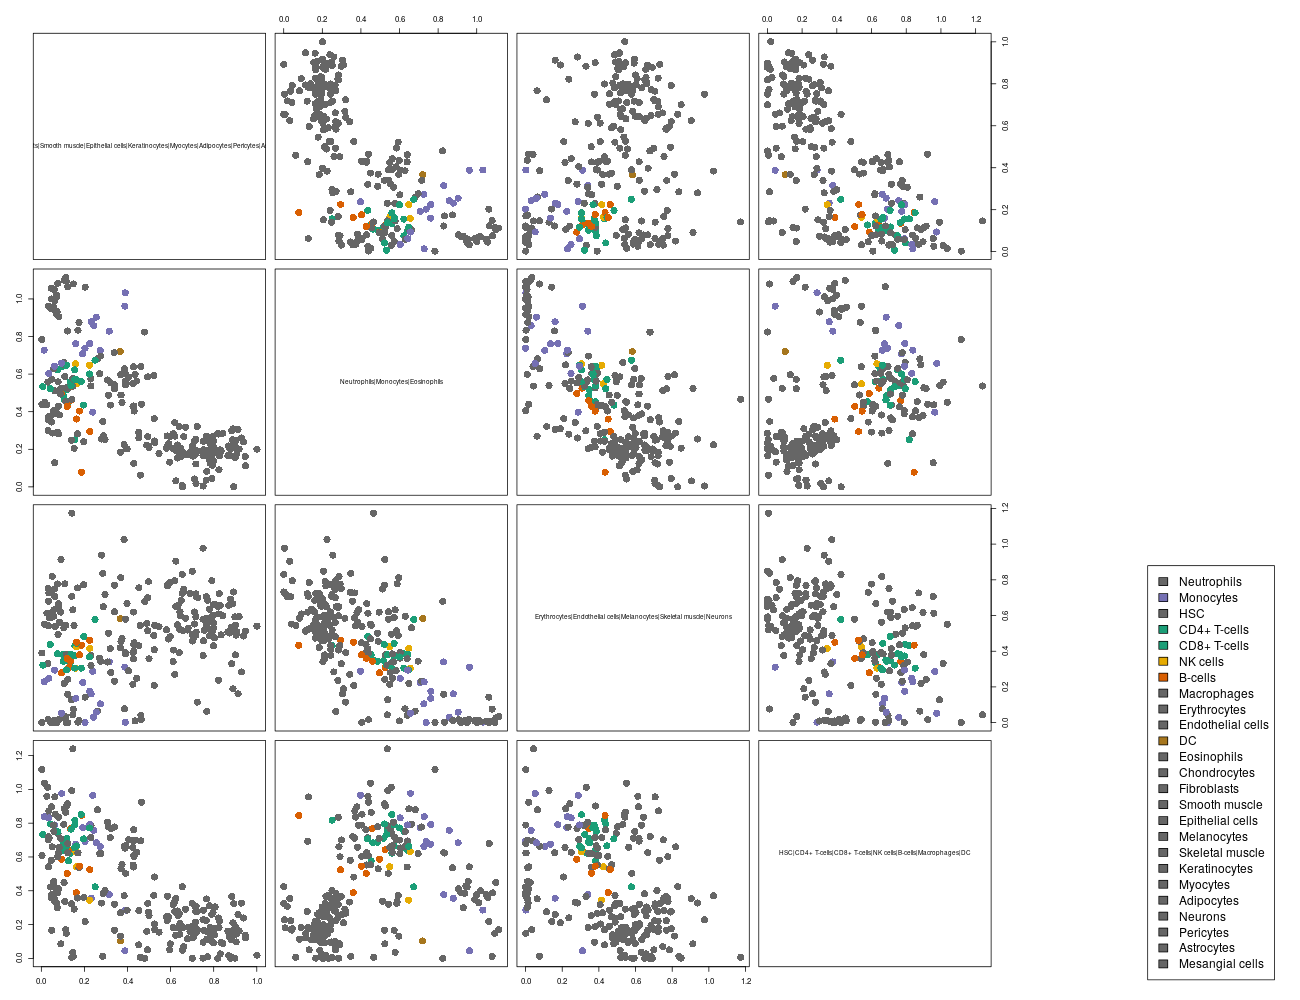 0.0 0.2 0.4 0.6 0.8 1.0
0.0 0.2 0.4 0.6 0.8 1.0 1.2
0.0 0.2 0.4 0.6 0.8 1.0
ts|Smooth muscle|Epithelial cells|Keratinocytes|Myocytes|Adipocytes|Pericytes|A
0.0 0.2 0.4 0.6 0.8 1.0
Neutrophils|Monocytes|Eosinophils
Erythrocytes|Endothelial cells|Melanocytes|Skeletal muscle|Neurons
0.0 0.2 0.4 0.6 0.8 1.0 1.2
0.0 0.2 0.4 0.6 0.8 1.0 1.2
HSC|CD4+ T-cells|CD8+ T-cells|NK cells|B-cells|Macrophages|DC
0.0 0.2 0.4 0.6 0.8 1.0
0.0 0.2 0.4 0.6 0.8 1.0 1.2
Neutrophils
Monocytes
HSC
CD4+ T-cells
CD8+ T-cells
NK cells
B-cells
Macrophages
Erythrocytes
Endothelial cells
DC
Eosinophils
Chondrocytes
Fibroblasts
Smooth muscle
Epithelial cells
Melanocytes
Skeletal muscle
Keratinocytes
Myocytes
Adipocytes
Neurons
Pericytes
Astrocytes
Mesangial cells